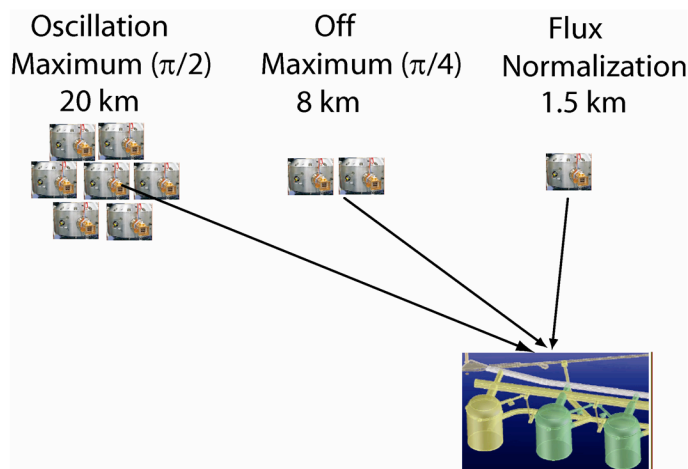 Oscillation
Maximum (π/2)
20 km
Off
Maximum (π/4)
8 km
Flux
Normalization
1.5 km